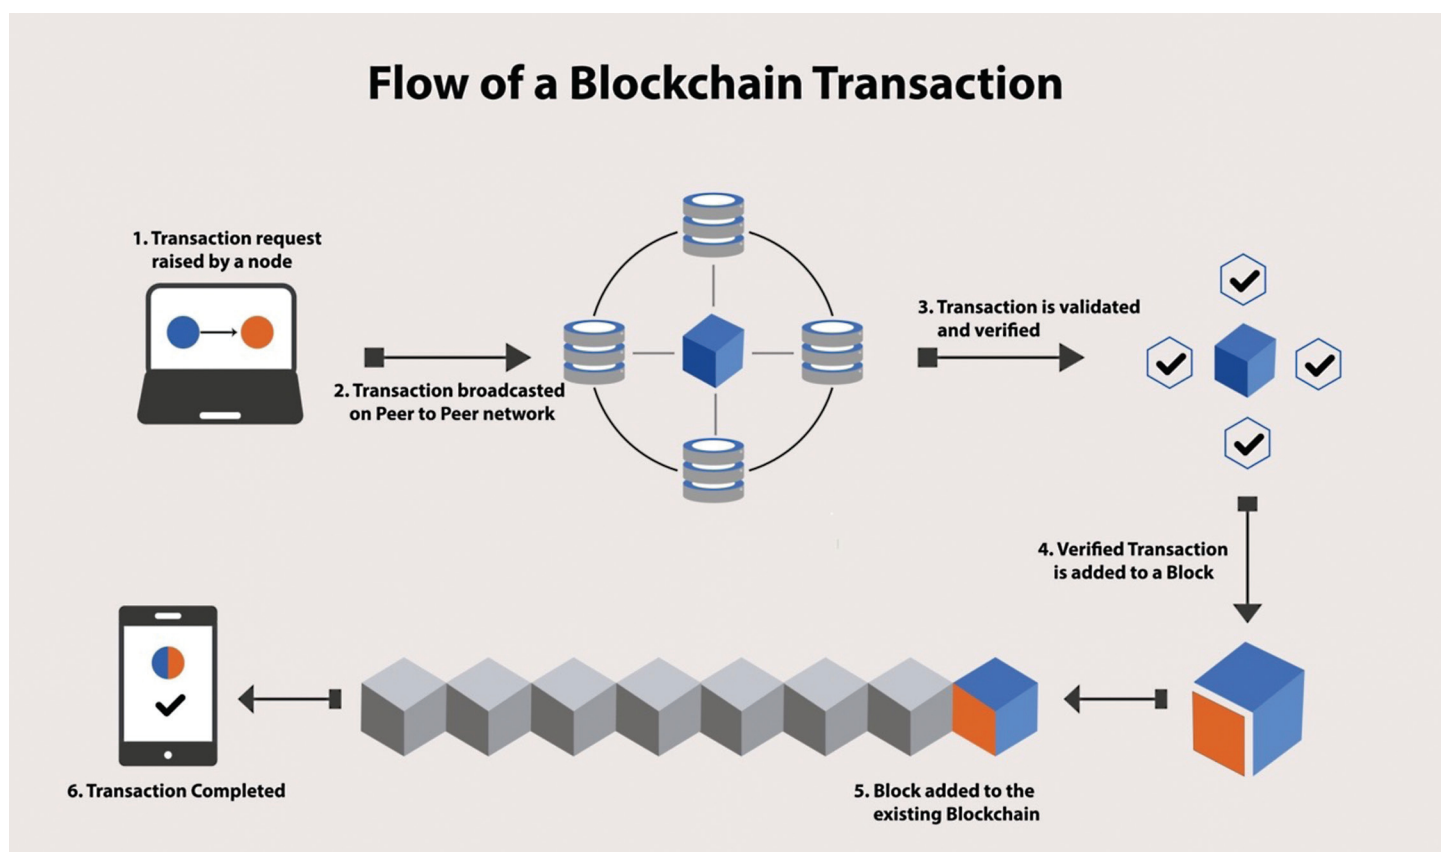 Flow of a Blockchain Transaction
1. Transaction request
raised by a node
2. Transaction broadcasted
on Peer to Peer network
3. Transaction is validated
and verified
4. Verified Transaction
is added to a Block
5. Block added to the
existing Blockchain
6. Transaction Completed